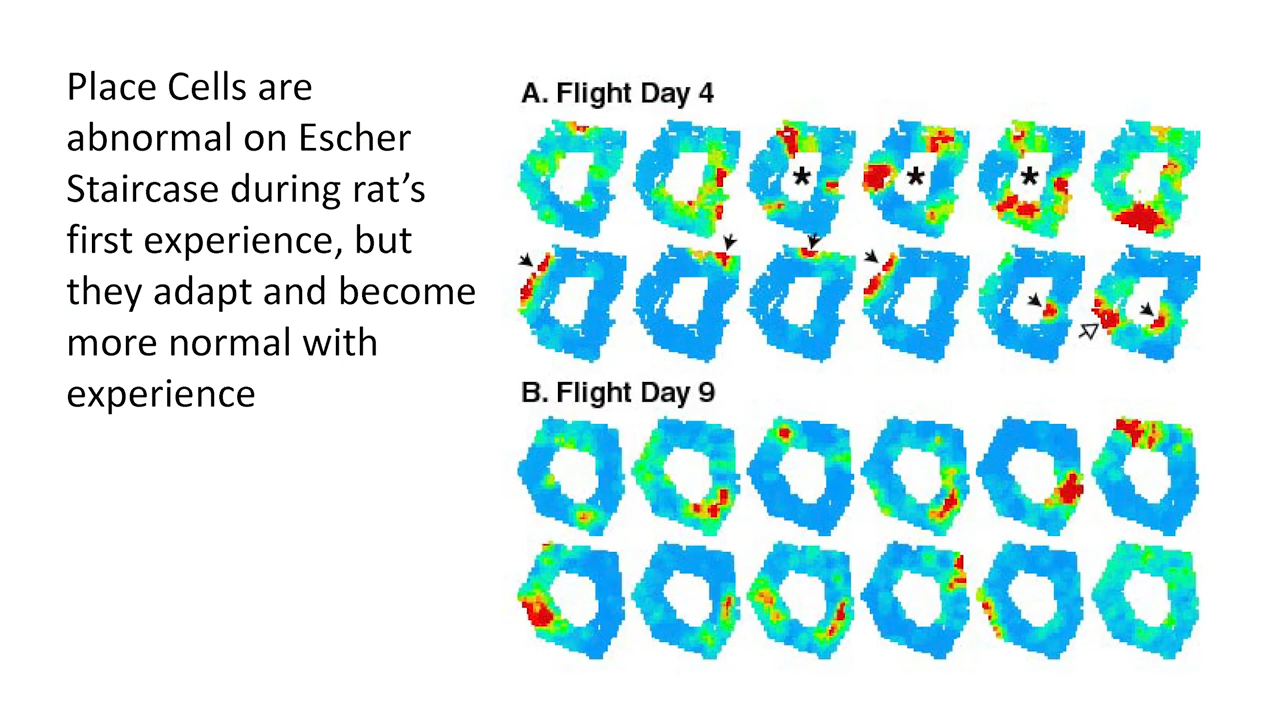 Place Cells are
abnormal on Escher
Staircase during rat’s
first experience, but
they adapt and become
more normal with
experience
A. Flight Day 4
* * *
B. Flight Day 9